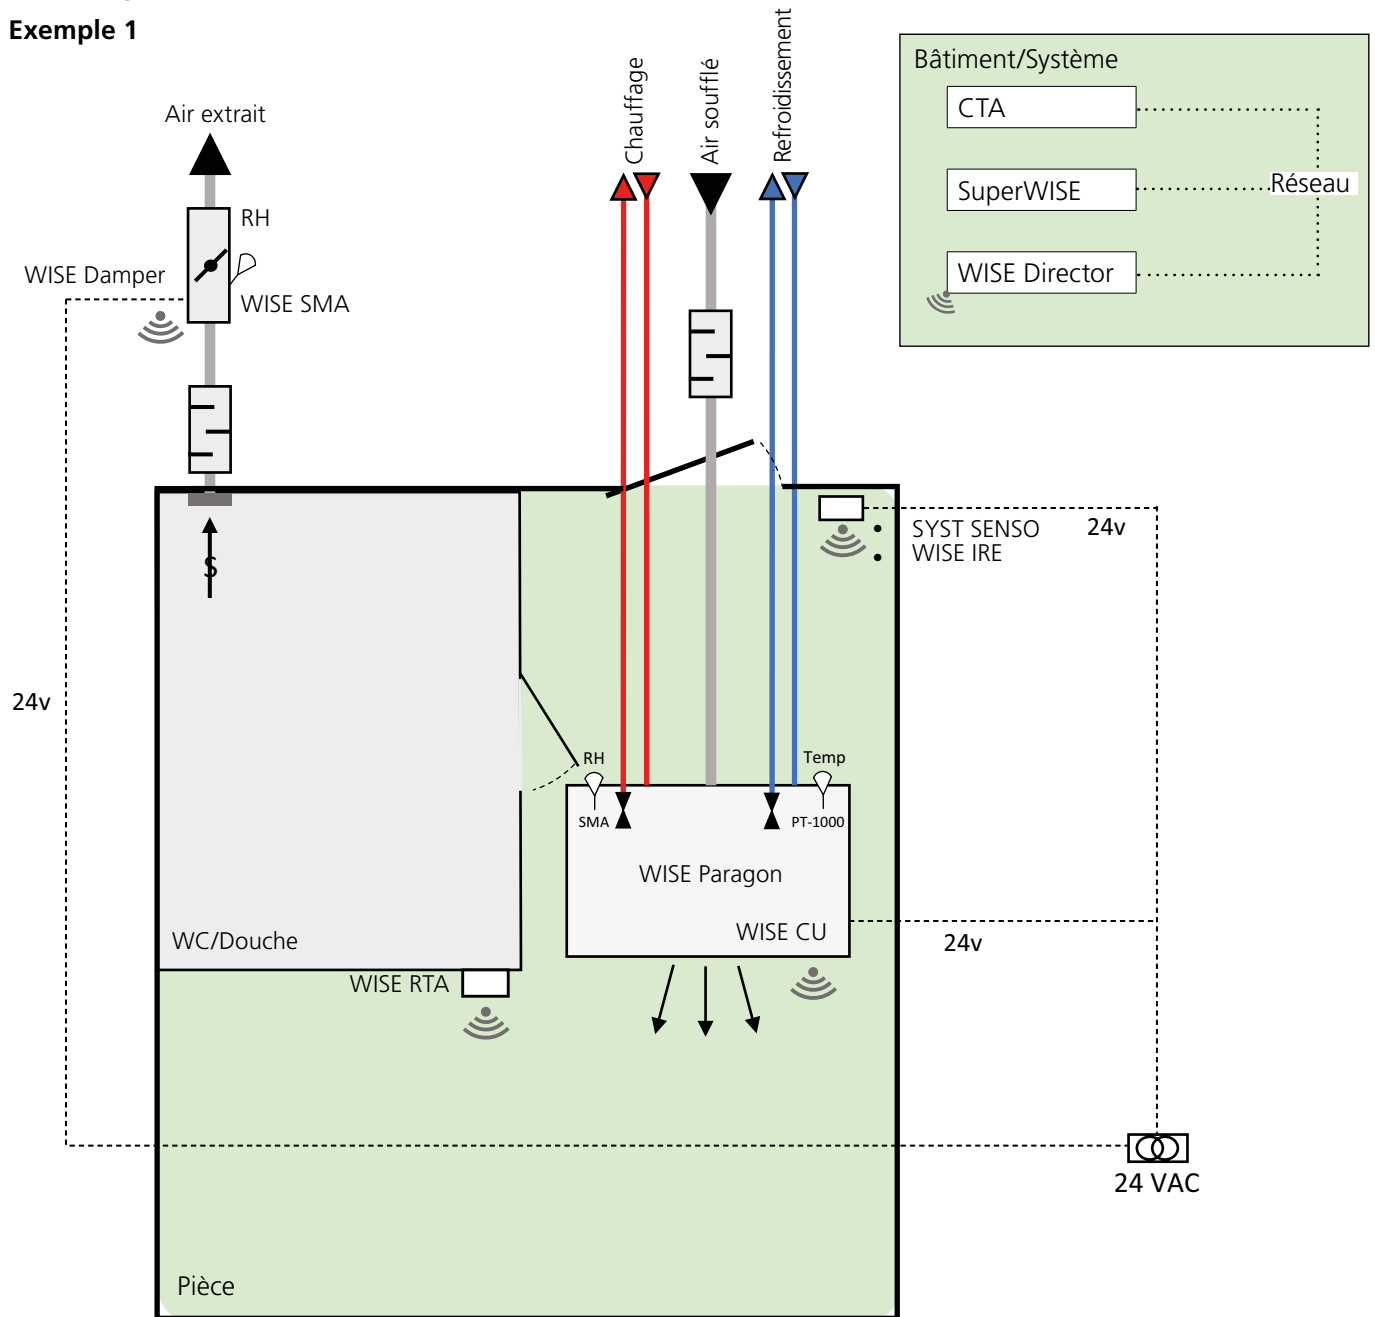 Exemple 1
Air extrait
Chauffage
Air soufflé
Refroidissement
Bâtiment/Système
CTA
SuperWISE
Réseau
WISE Director
RH
WISE Damper
WISE SMA
S
SYST SENSO
WISE IRE
24v
24v
RH
Temp
SMA
PT-1000
WISE Paragon
WISE CU
WC/Douche
24v
WISE RTA
24 VAC
Pièce